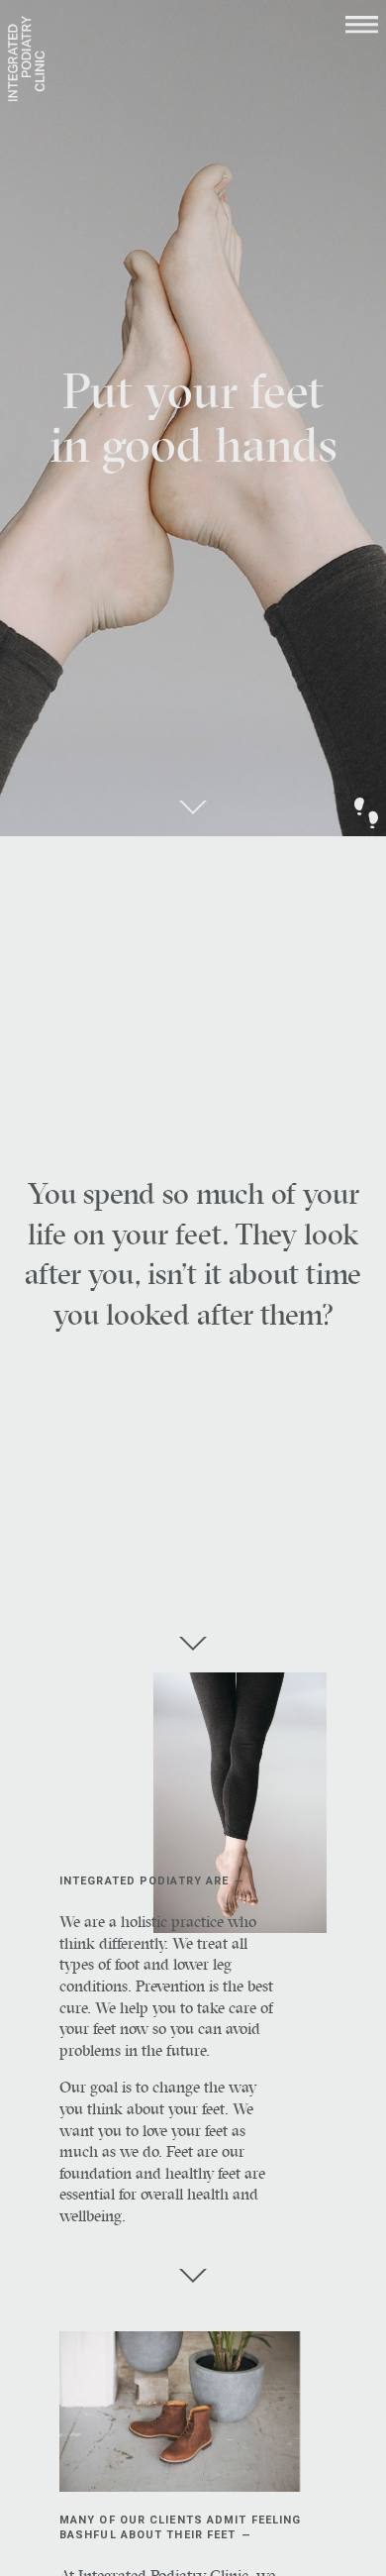 INTEGRATED
PODIATRY
CLINIC
Put your feet
in good hands
You spend so much of your
life on your feet. They look
after you, isn't it about time
you looked after them?
INTEGRATED PODIATRY ARE —
We are a holistic practice who
think differently. We treat all
types of foot and lower leg
conditions. Prevention is the best
cure. We help you to take care of
your feet now so you can avoid
problems in the future.
Our goal is to change the way
you think about your feet. We
want you to love your feet as
much as we do. Feet are our
foundation and healthy feet are
essential for overall health and
wellbeing.
MANY OF OUR CLIENTS ADMIT FEELING
BASHFUL ABOUT THEIR FEET —
At Integrated Podiatry Clinic, we